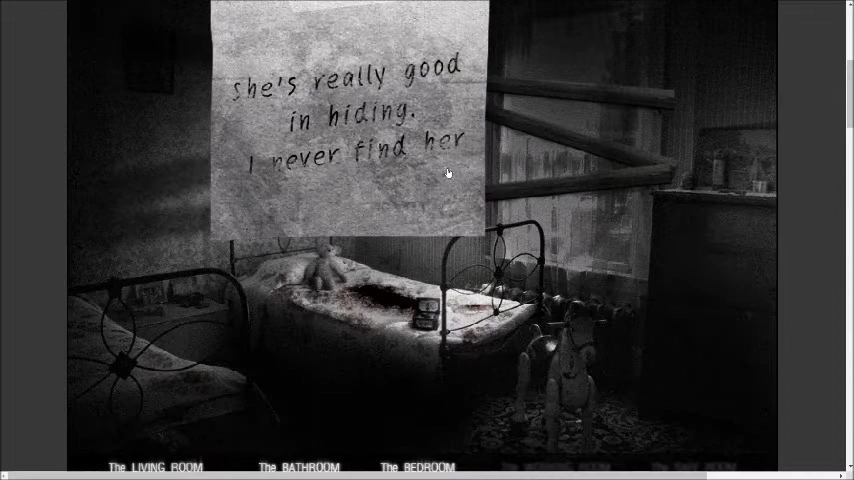 She's really good
in hiding.
I never find her
The LIVING ROOM The BATHROOM The BEDROOM